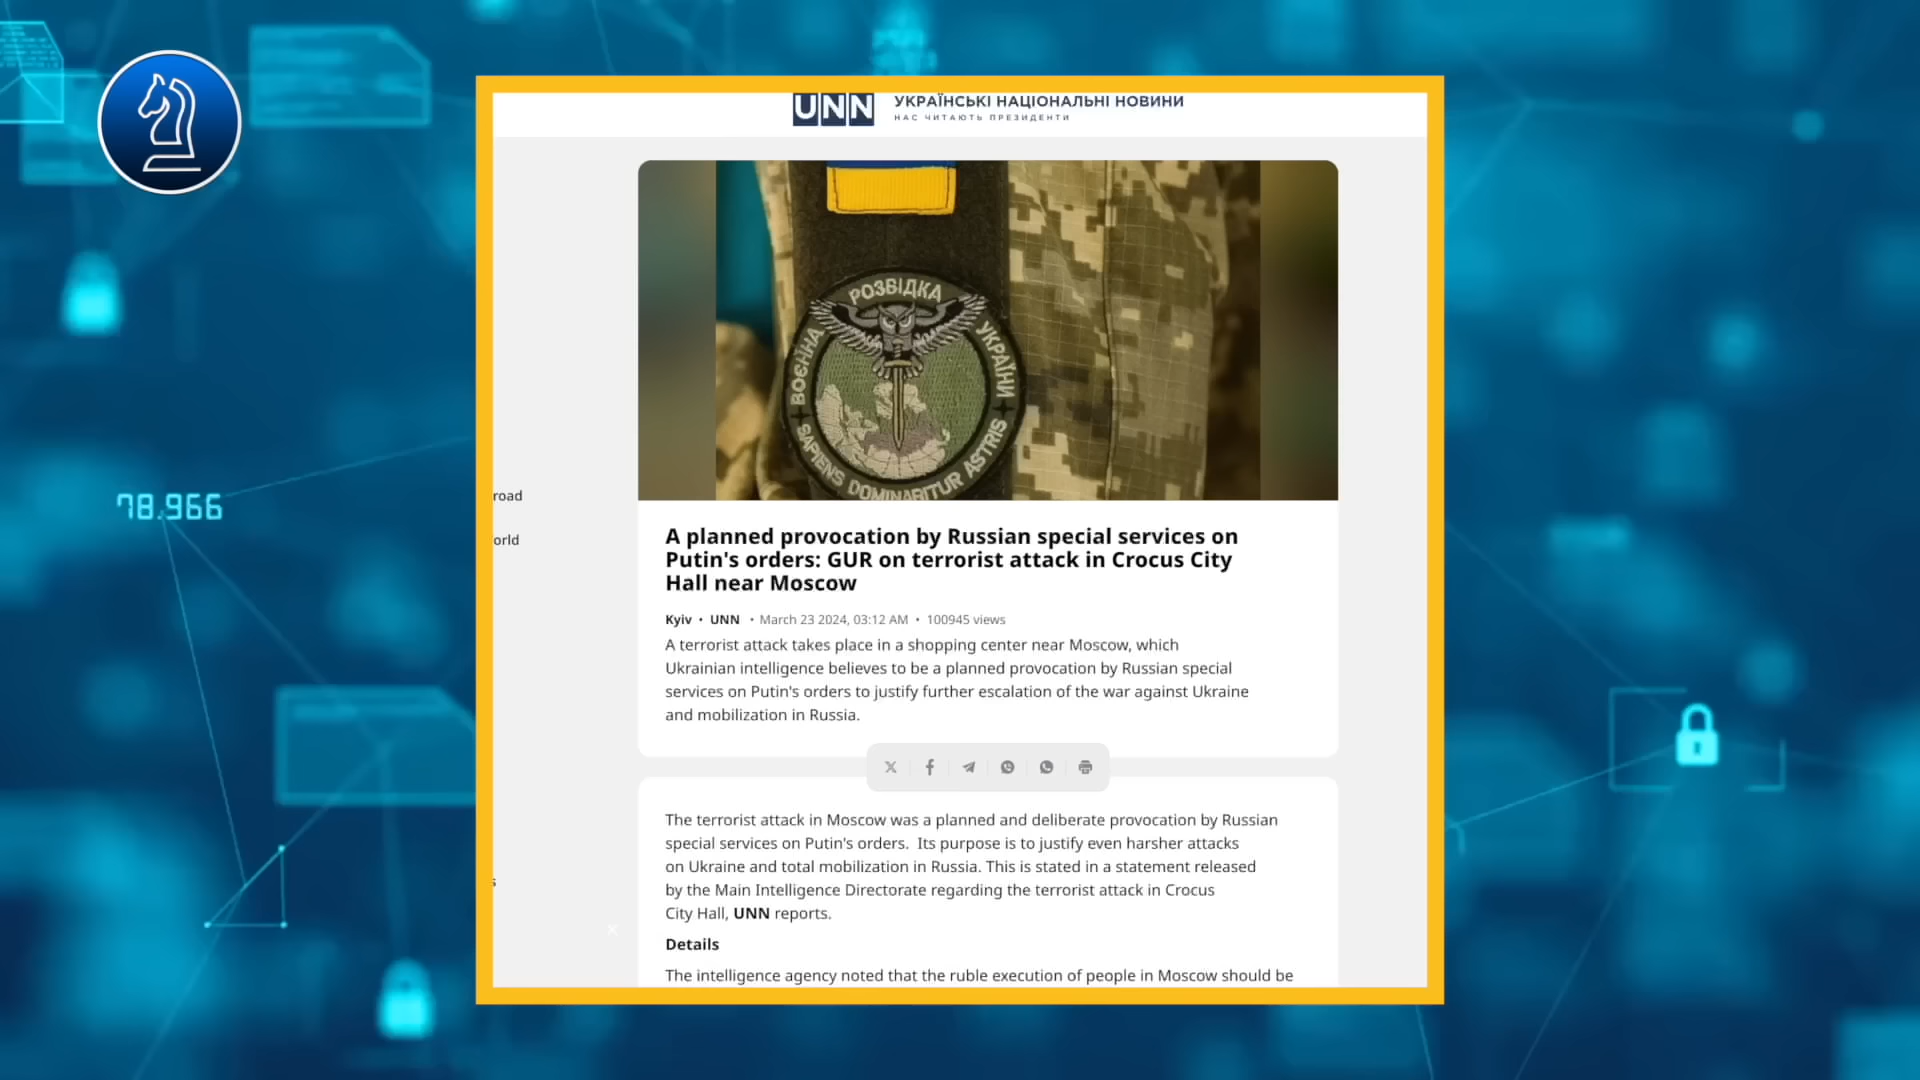 UNN УКРАЇНСЬКІ НАЦІОНАЛЬНІ НОВИНИ
НАС ЧИТАЮТЬ ПРЕЗИДЕНТИ
ВОЄННА РОЗВІДКА УКРАЇНИ
SAPIENS DOMINABITUR ASTRIS
78.966
road
orld
s
A planned provocation by Russian special services on
Putin's orders: GUR on terrorist attack in Crocus City
Hall near Moscow
Kyiv • UNN • March 23 2024, 03:12 AM • 100945 views
A terrorist attack takes place in a shopping center near Moscow, which
Ukrainian intelligence believes to be a planned provocation by Russian special
services on Putin's orders to justify further escalation of the war against Ukraine
and mobilization in Russia.
The terrorist attack in Moscow was a planned and deliberate provocation by Russian
special services on Putin's orders. Its purpose is to justify even harsher attacks
on Ukraine and total mobilization in Russia. This is stated in a statement released
by the Main Intelligence Directorate regarding the terrorist attack in Crocus
City Hall, UNN reports.
Details
The intelligence agency noted that the ruble execution of people in Moscow should be